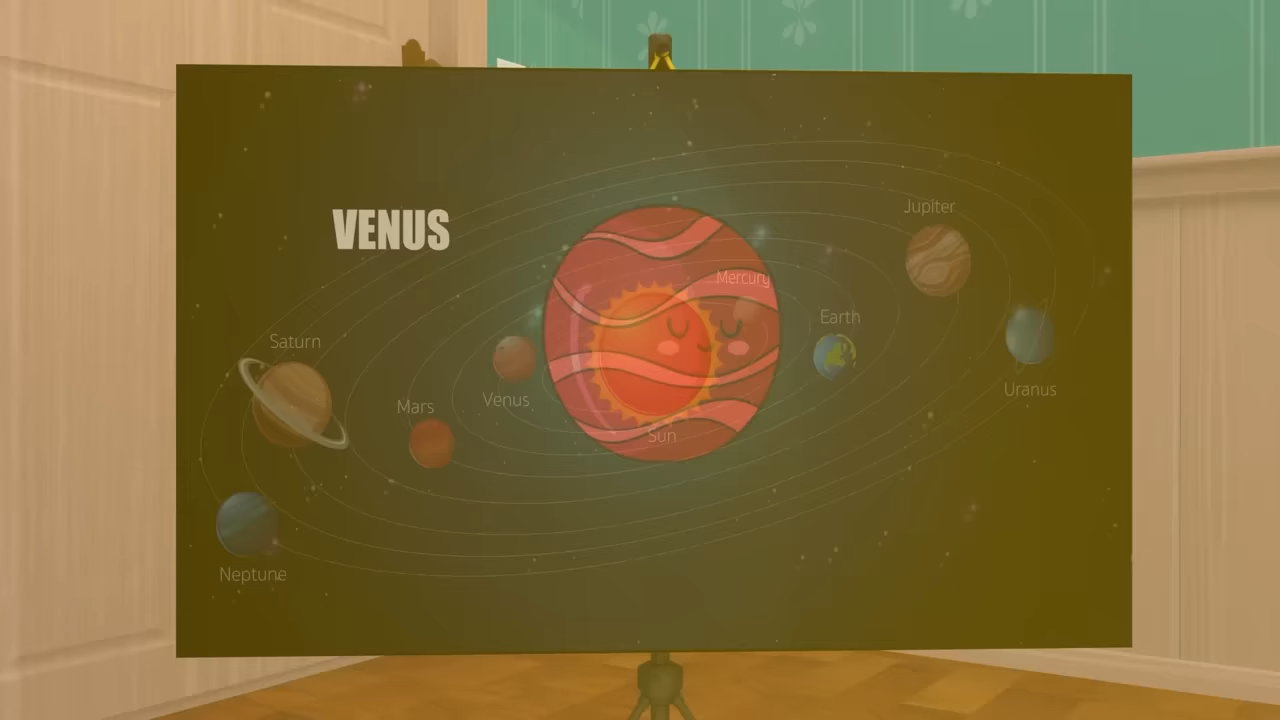 VENUS
Jupiter
Mercury
Earth
Saturn
Uranus
Venus
Mars
Sun
Neptune